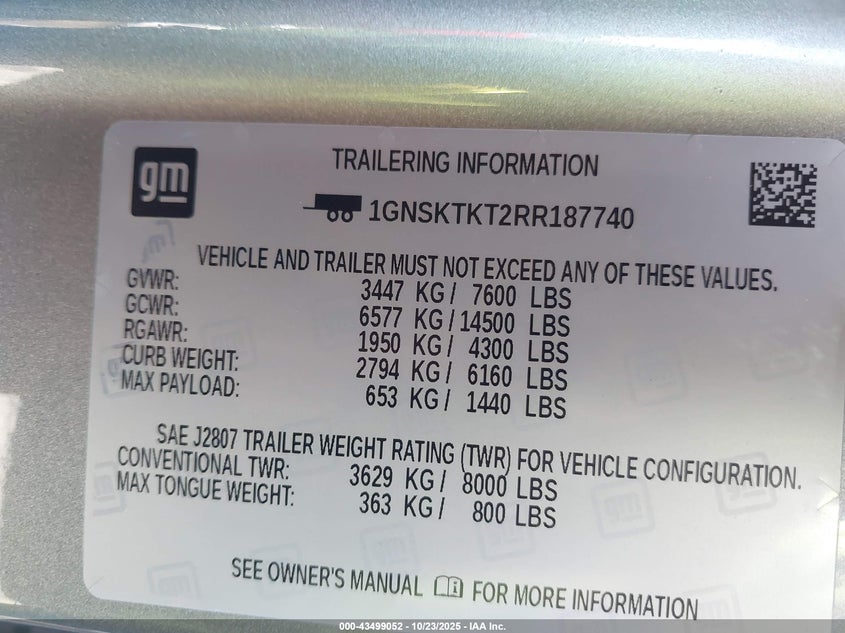 gm
TRAILERING INFORMATION
1GNSKTKT2RR187740
VEHICLE AND TRAILER MUST NOT EXCEED ANY OF THESE VALUES.
GVWR: 3447 KG/ 7600 LBS
GCWR: 6577 KG/14500 LBS
RGAWR: 1950 KG/ 4300 LBS
CURB WEIGHT: 2794 KG/ 6160 LBS
MAX PAYLOAD: 653 KG/ 1440 LBS
SAE J2807 TRAILER WEIGHT RATING (TWR) FOR VEHICLE CONFIGURATION.
CONVENTIONAL TWR: 3629 KG/ 8000 LBS
MAX TONGUE WEIGHT: 363 KG/ 800 LBS
SEE OWNER'S MANUAL FOR MORE INFORMATION
000-43499052 - 10/23/2025 - IAA Inc.